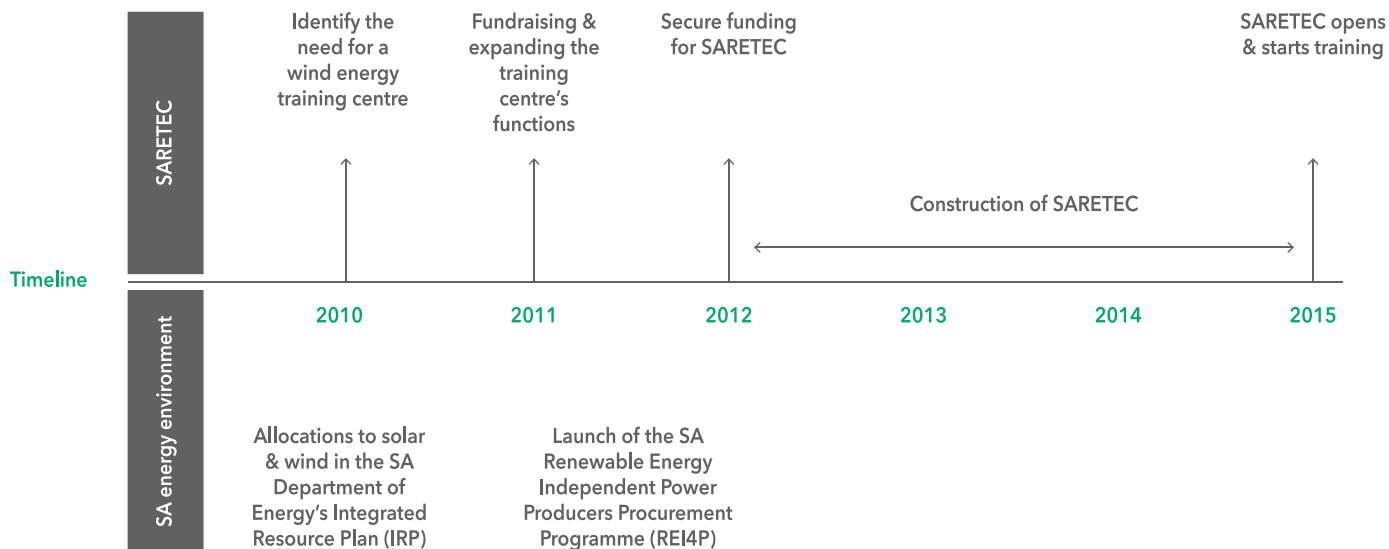 SARETEC
Identify the
need for a
wind energy
training centre
Fundraising &
expanding the
training
centre's
functions
Secure funding
for SARETEC
SARETEC opens
& starts training
Construction of SARETEC
Timeline
2010
2011
2012
2013
2014
2015
SA energy environment
Allocations to solar
& wind in the SA
Department of
Energy's Integrated
Resource Plan (IRP)
Launch of the SA
Renewable Energy
Independent Power
Producers Procurement
Programme (REI4P)